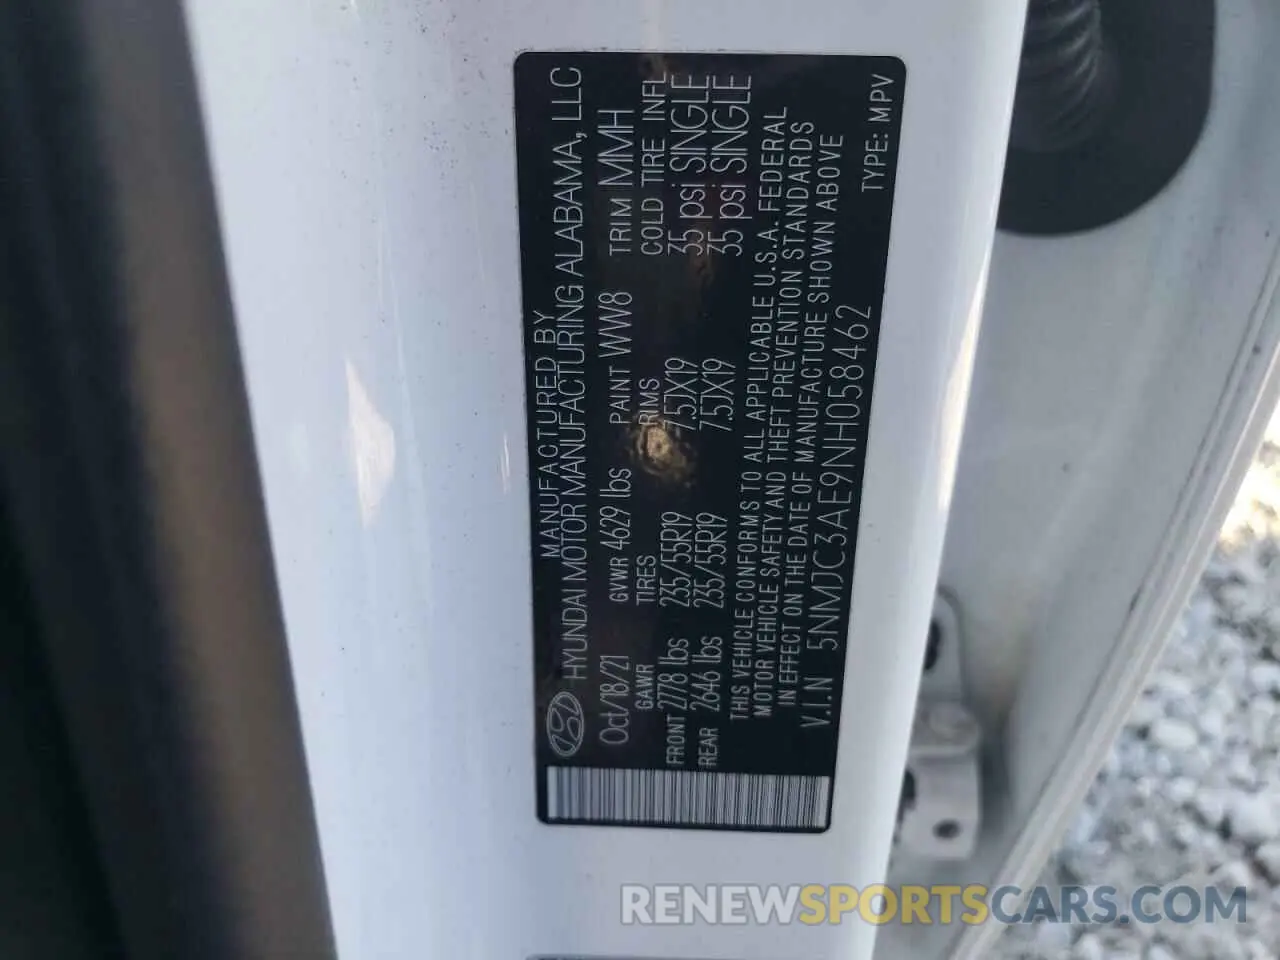 MANUFACTURED BY
HYUNDAI MOTOR MANUFACTURING ALABAMA, LLC
Oct/18/21 GVWR 4629 lbs PAINT WW8 TRIM MMH
GAWR TIRES RIMS COLD TIRE INFL
FRONT 2778 lbs 235/55R19 7.5JX19 35 psi SINGLE
REAR 2646 lbs 235/55R19 7.5JX19 35 psi SINGLE
THIS VEHICLE CONFORMS TO ALL APPLICABLE U.S.A. FEDERAL
MOTOR VEHICLE SAFETY AND THEFT PREVENTION STANDARDS
IN EFFECT ON THE DATE OF MANUFACTURE SHOWN ABOVE
V.I.N 5NMJC3AE9NH058462
TYPE: MPV
RENEWSPORTSCARS.COM